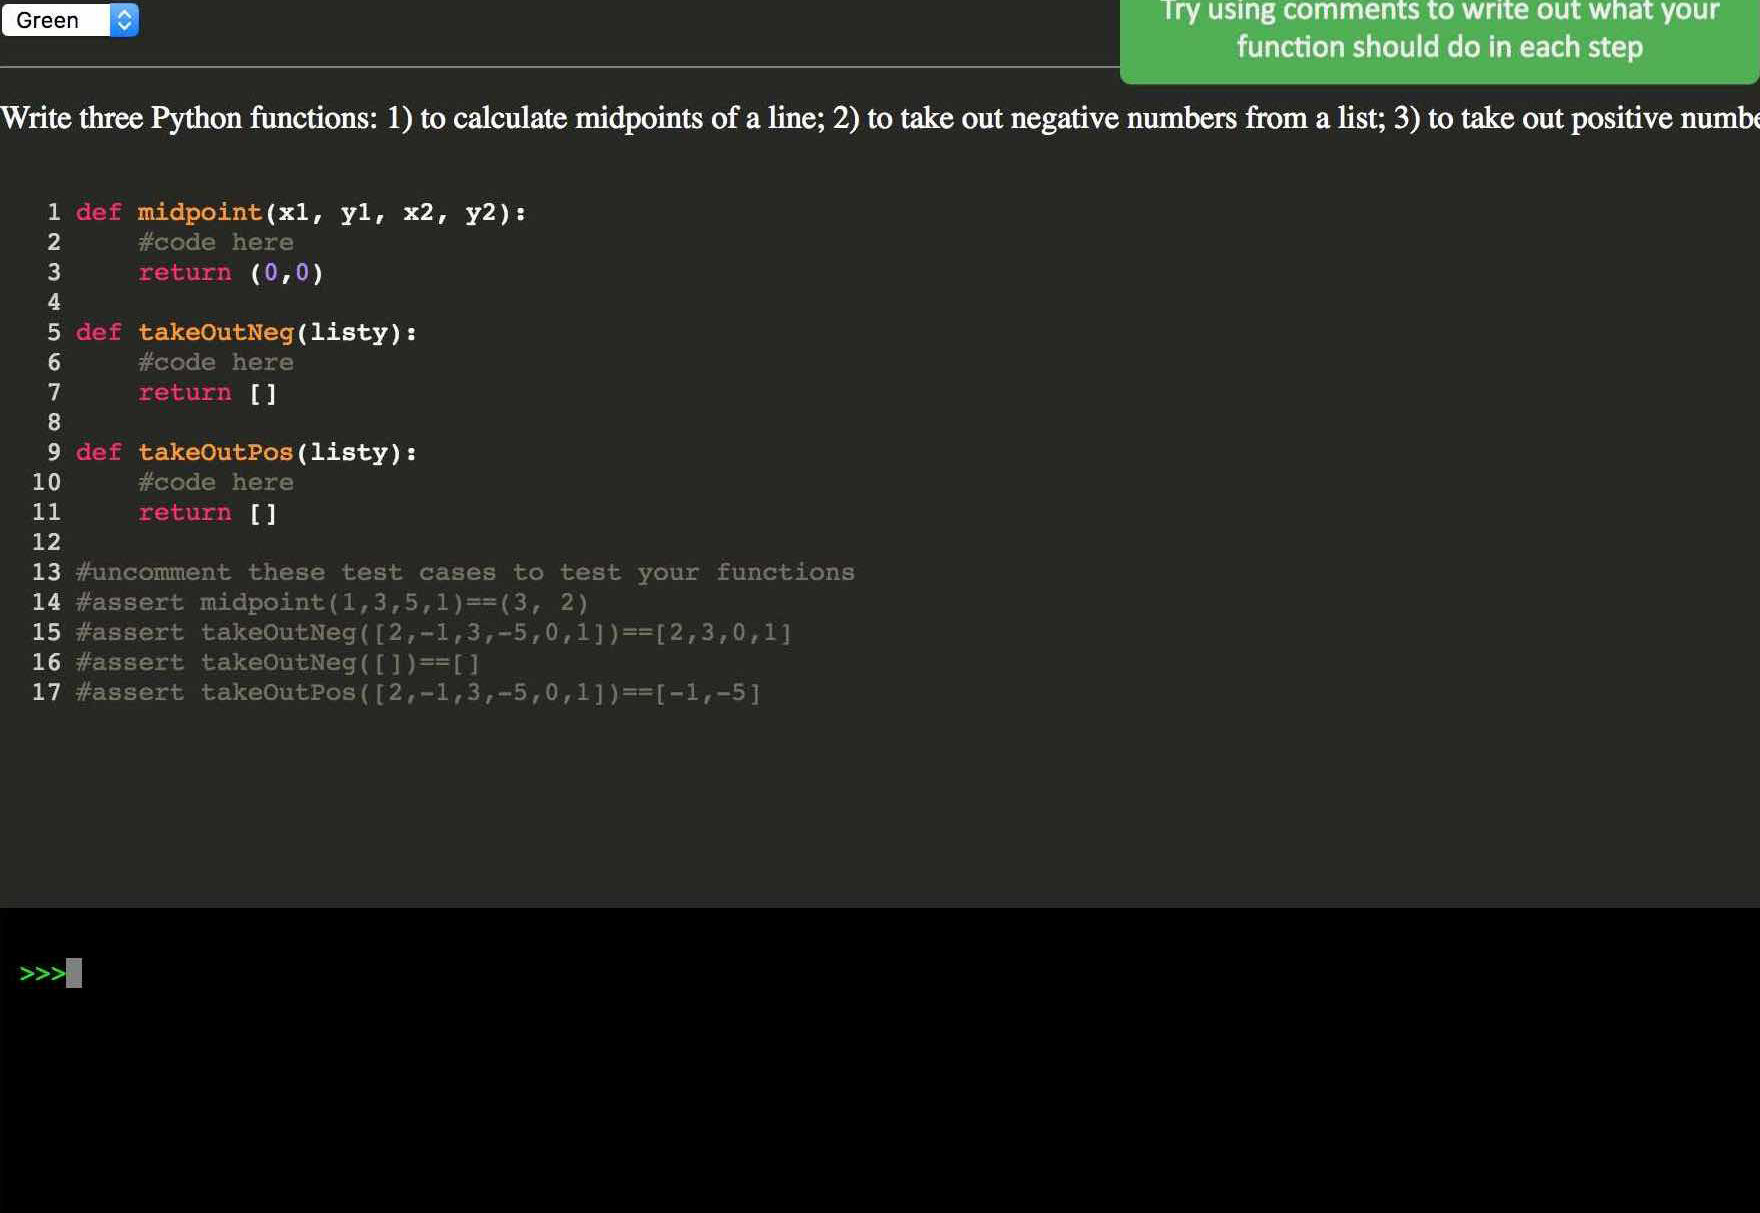 Green
Try using comments to write out what your
function should do in each step
Write three Python functions: 1) to calculate midpoints of a line; 2) to take out negative numbers from a list; 3) to take out positive
1 def midpoint(x1, y1, x2, y2):
2 #code here
3 return (0,0)
4
5 def takeOutNeg(listy):
6 #code here
7 return []
8
9 def takeOutPos(listy):
10 #code here
11 return []
12
13 #uncomment these test cases to test your functions
14 #assert midpoint(1,3,5,1)==(3, 2)
15 #assert takeOutNeg([2,-1,3,-5,0,1])==[2,3,0,1]
16 #assert takeOutNeg([])==[]
17 #assert takeOutPos([2,-1,3,-5,0,1])==[-1,-5]
>>>